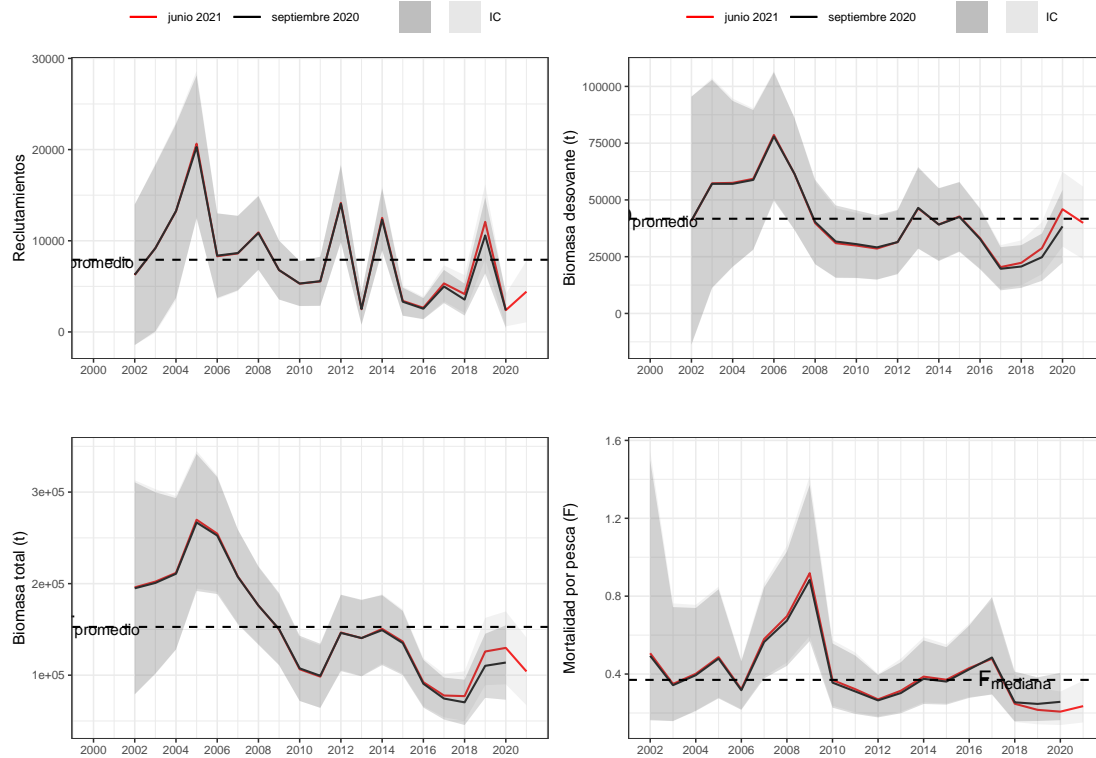 junio 2021 septiembre 2020 IC
Reclutamientos
30000
20000
10000
0
promedio
2000 2002 2004 2006 2008 2010 2012 2014 2016 2018 2020
junio 2021 septiembre 2020 IC
Biomasa desovante (t)
100000
75000
50000
25000
0
promedio
2000 2002 2004 2006 2008 2010 2012 2014 2016 2018 2020
Biomasa total (t)
3e+05
2e+05
1e+05
promedio
2000 2002 2004 2006 2008 2010 2012 2014 2016 2018 2020
Mortalidad por pesca (F)
1.6
1.2
0.8
0.4
Fmediana
2002 2004 2006 2008 2010 2012 2014 2016 2018 2020